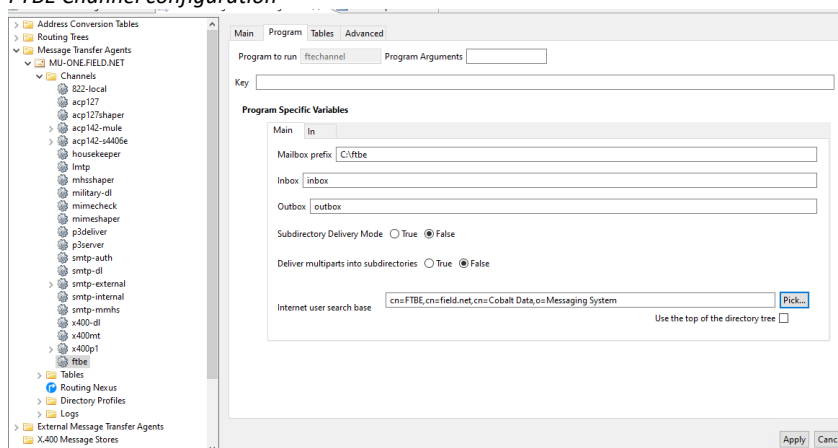 FTBE Channel configuration
Address Conversion Tables
Routing Trees
Message Transfer Agents
MU-ONE.FIELD.NET
Channels
822-local
acp127
acp127shaper
acp142-mule
acp142-s4406e
housekeeper
lmtp
mhsshaper
military-dl
mimecheck
mimeshaper
p3deliver
p3server
smtp-auth
smtp-dl
smtp-external
smtp-internal
smtp-mmhs
x400-dl
x400mt
x400p1
ftbe
Tables
Routing Nexus
Directory Profiles
Logs
External Message Transfer Agents
X.400 Message Stores
Main Program Tables Advanced
Program to run ftechannel Program Arguments
Key
Program Specific Variables
Main In
Mailbox prefix C:\ftbe
Inbox inbox
Outbox outbox
Subdirectory Delivery Mode True False
Deliver multiparts into subdirectories True False
Internet user search base cn=FTBE,cn=field.net,cn=Cobalt Data,o=Messaging System Pick...
Use the top of the directory tree
Apply